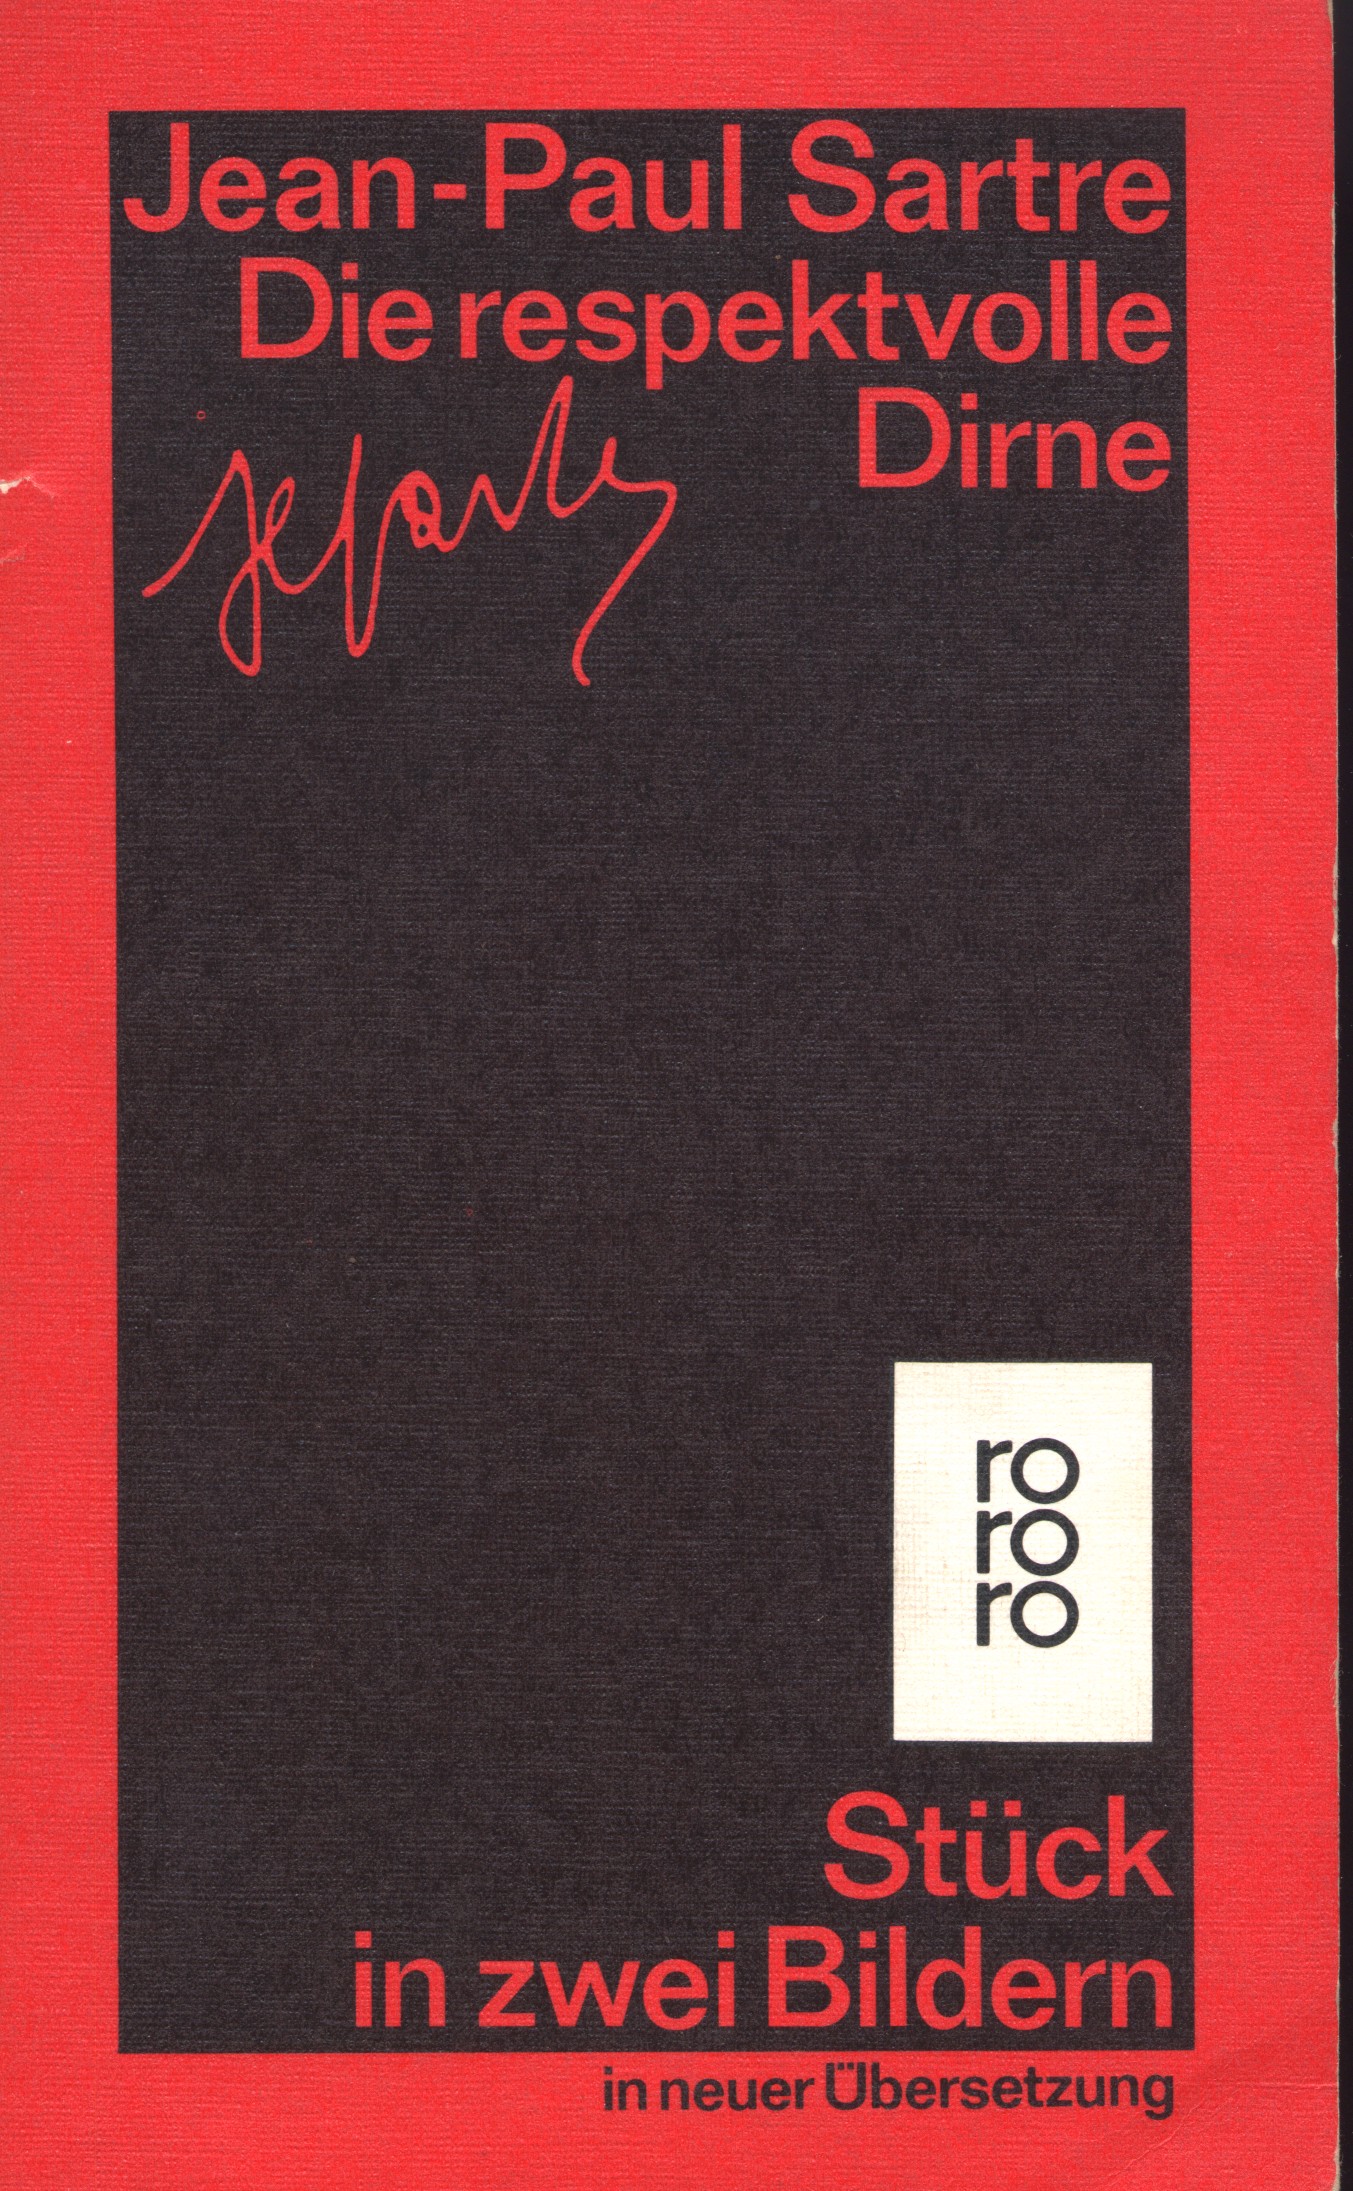 Jean-Paul Sartre
Die respektvolle
Dirne
ro
ro
ro
Stück
in zwei Bildern
in neuer Übersetzung